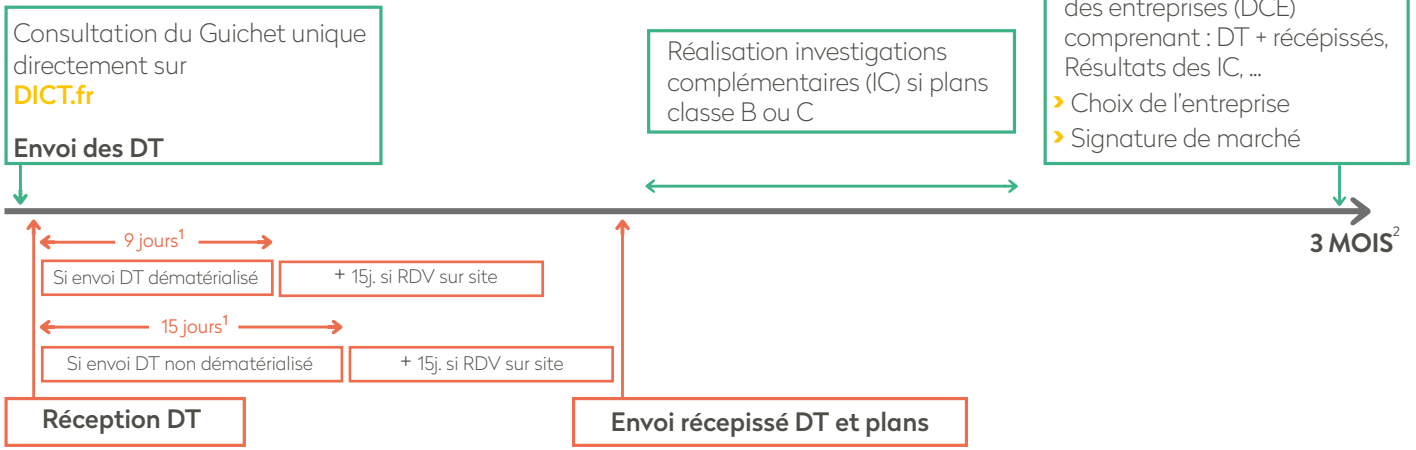 Consultation du Guichet unique
directement sur
DICT.fr
Envoi des DT
Réalisation investigations
complémentaires (IC) si plans
classe B ou C
des entreprises (DCE)
comprenant : DT + récépissés,
Résultats des IC, ...
› Choix de l'entreprise
› Signature de marché
3 MOIS²
9 jours¹
Si envoi DT dématérialisé
+ 15j. si RDV sur site
15 jours¹
Si envoi DT non dématérialisé
+ 15j. si RDV sur site
Réception DT
Envoi récepissé DT et plans